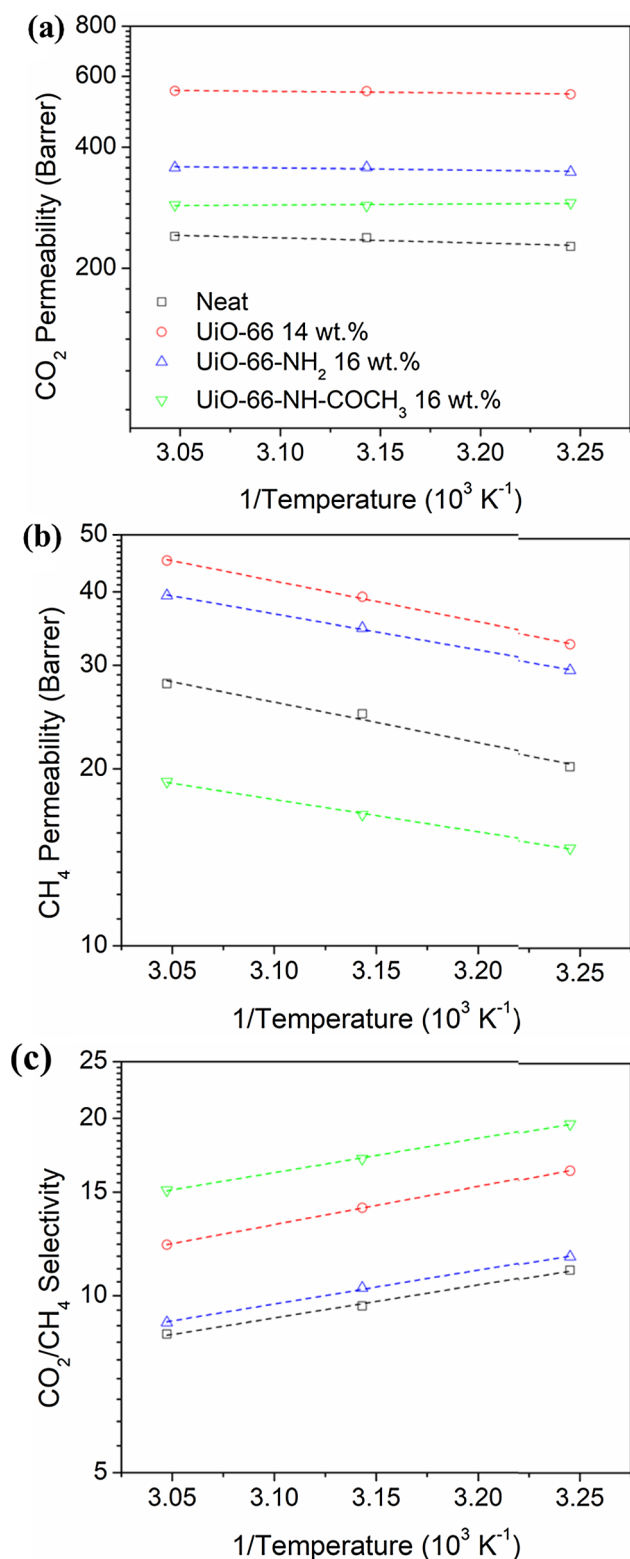 (a)
800
600
400
200
CO₂ Permeability (Barrer)
Neat
UiO-66 14 wt.%
UiO-66-NH₂ 16 wt.%
UiO-66-NH-COCH₃ 16 wt.%
3.05 3.10 3.15 3.20 3.25
1/Temperature (10³ K⁻¹)
(b)
50
40
30
20
10
CH₄ Permeability (Barrer)
3.05 3.10 3.15 3.20 3.25
1/Temperature (10³ K⁻¹)
(c)
25
20
15
10
5
CO₂/CH₄ Selectivity
3.05 3.10 3.15 3.20 3.25
1/Temperature (10³ K⁻¹)